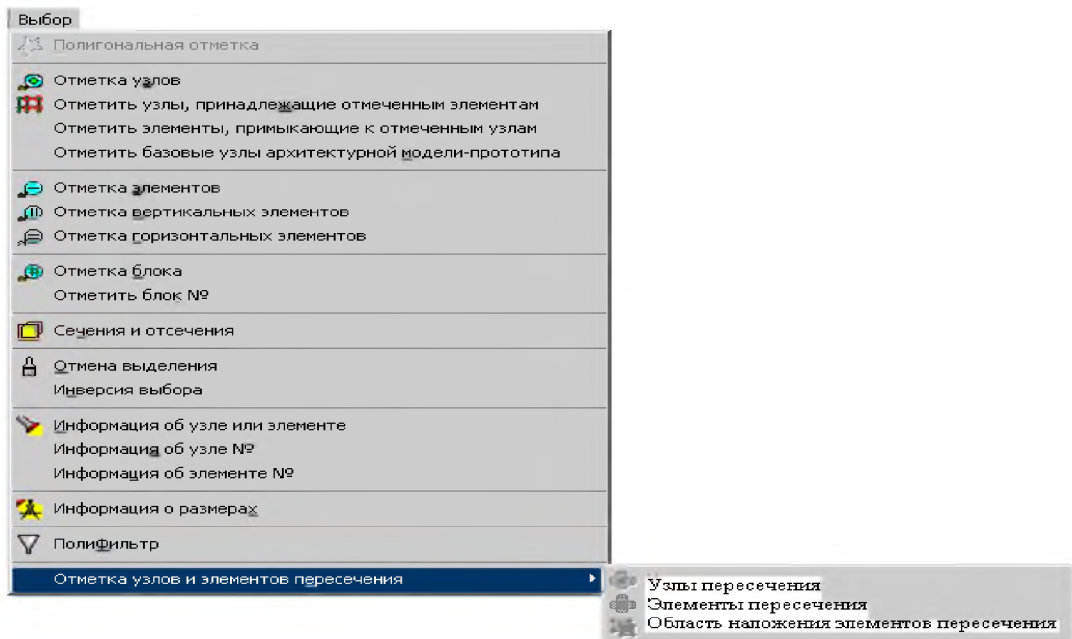 Выбор
Полигональная отметка
Отметка узлов
Отметить узлы, принадлежащие отмеченным элементам
Отметить элементы, примыкающие к отмеченным узлам
Отметить базовые узлы архитектурной модели-прототипа
Отметка элементов
Отметка вертикальных элементов
Отметка горизонтальных элементов
Отметка блока
Отметить блок №
Сечения и отсечения
Отмена выделения
Инверсия выбора
Информация об узле или элементе
Информация об узле №
Информация об элементе №
Информация о размерах
ПолиФильтр
Отметка узлов и элементов пересечения
Узлы пересечения
Элементы пересечения
Область наложения элементов пересечения